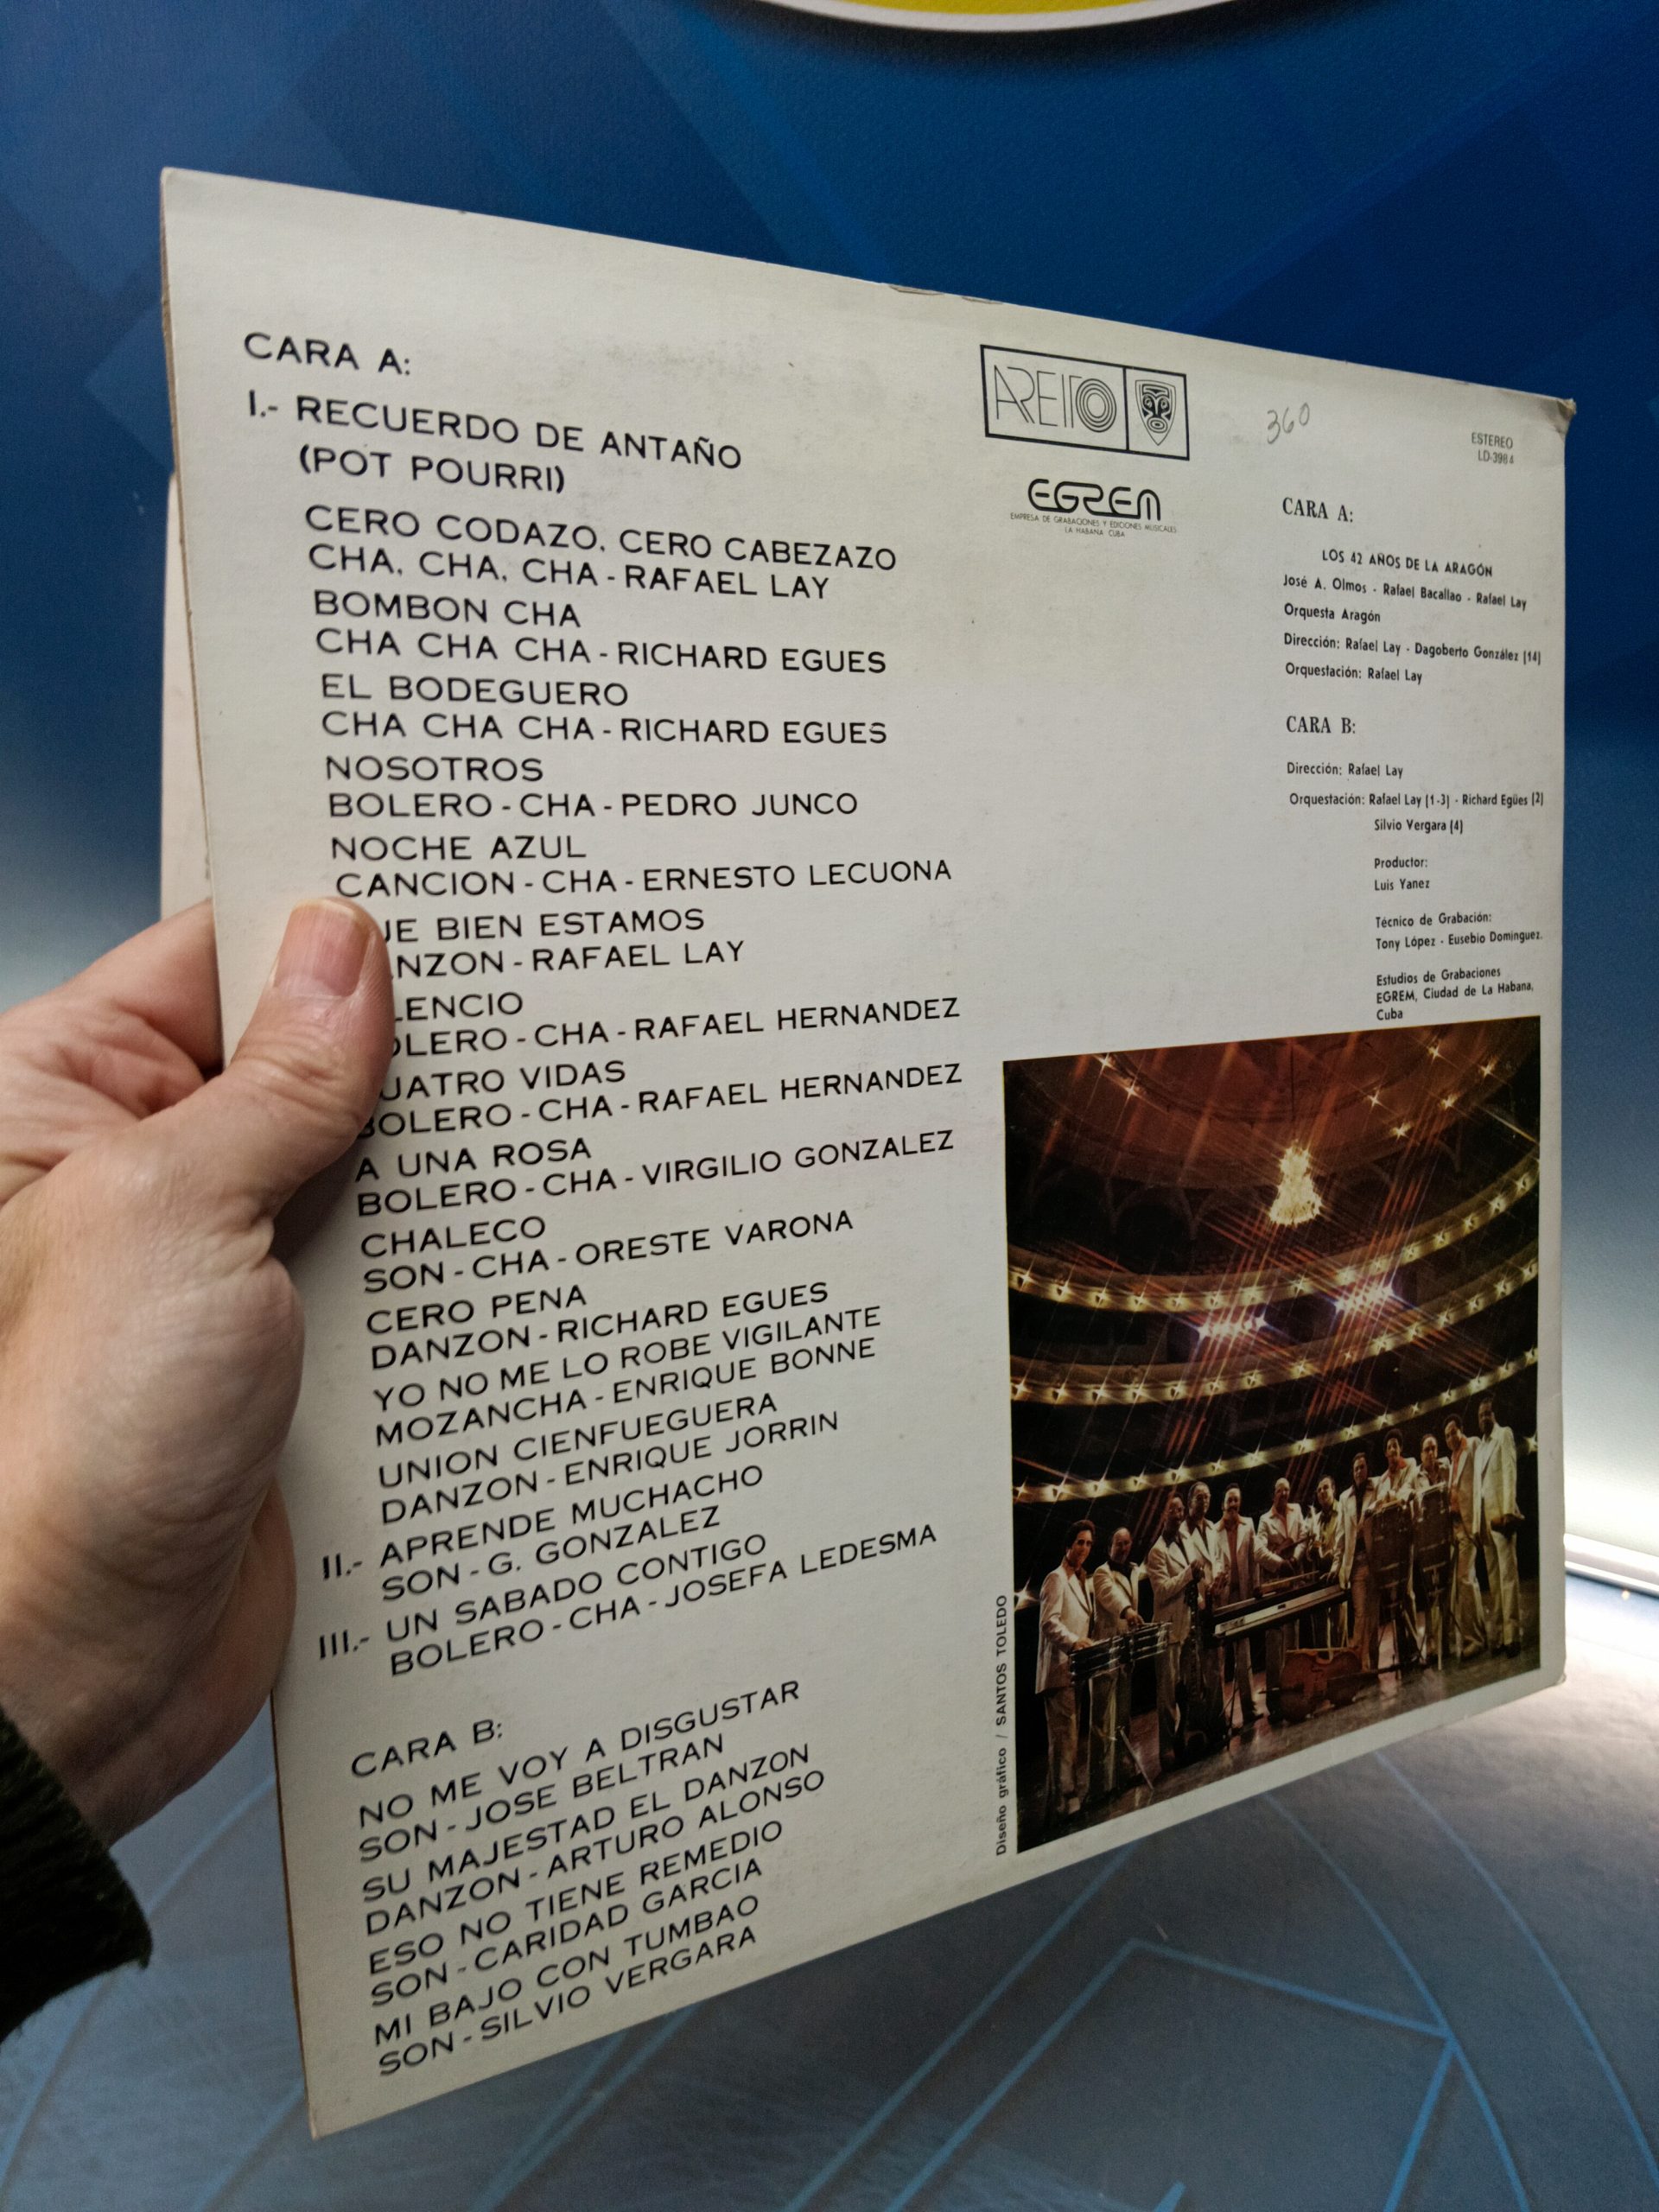 CARA A:
I.- RECUERDO DE ANTAÑO
(POT POURRI)
CERO CODAZO, CERO CABEZAZO
CHA, CHA, CHA - RAFAEL LAY
BOMBON CHA
CHA CHA CHA - RICHARD EGUES
EL BODEGUERO
CHA CHA CHA - RICHARD EGUES
NOSOTROS
BOLERO - CHA - PEDRO JUNCO
NOCHE AZUL
CANCION - CHA - ERNESTO LECUONA
BIEN ESTAMOS
NZON - RAFAEL LAY
LENCIO
OLERO - CHA - RAFAEL HERNANDEZ
UATRO VIDAS
BOLERO - CHA - RAFAEL HERNANDEZ
A UNA ROSA
BOLERO - CHA - VIRGILIO GONZALEZ
CHALECO
SON - CHA - ORESTE VARONA
CERO PENA
DANZON - RICHARD EGUES
YO NO ME LO ROBE VIGILANTE
MOZANCHA - ENRIQUE BONNE
UNION CIENFUEGUERA
DANZON - ENRIQUE JORRIN
II.- APRENDE MUCHACHO
SON - G. GONZALEZ
III.- UN SABADO CONTIGO
BOLERO - CHA - JOSEFA LEDESMA
CARA B:
NO ME VOY A DISGUSTAR
SON - JOSE BELTRAN
SU MAJESTAD EL DANZON
DANZON - ARTURO ALONSO
ESO NO TIENE REMEDIO
SON - CARIDAD GARCIA
MI BAJO CON TUMBAO
SON - SILVIO VERGARA
AREITO
EGREM
EMPRESA DE GRABACIONES Y EDICIONES MUSICALES
LA HABANA CUBA
360
ESTEREO
LD-3984
CARA A:
LOS 42 AÑOS DE LA ARAGÓN
José A. Olmos - Rafael Bacallao - Rafael Lay
Orquesta Aragón
Dirección: Rafael Lay - Dagoberto González (14)
Orquestación: Rafael Lay
CARA B:
Dirección: Rafael Lay
Orquestación: Rafael Lay (1-3) - Richard Egües (2)
Silvio Vergara (4)
Productor:
Luis Yanez
Técnico de Grabación:
Tony López - Eusebio Domínguez.
Estudios de Grabaciones
EGREM, Ciudad de La Habana,
Cuba
Diseño gráfico / SANTOS TOLEDO